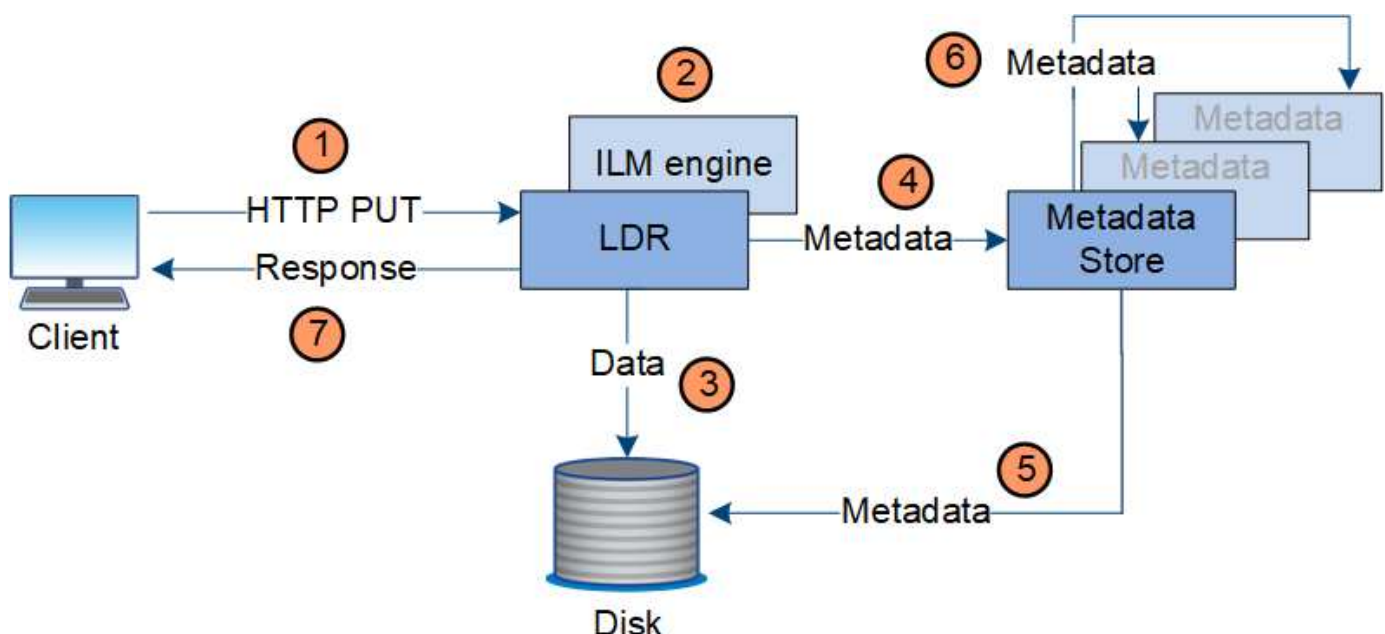 6
Metadata
2
Metadata
1
ILM engine
Metadata
4
HTTP PUT
LDR
Metadata
Metadata
Store
Response
7
Client
Data
3
5
Metadata
Disk